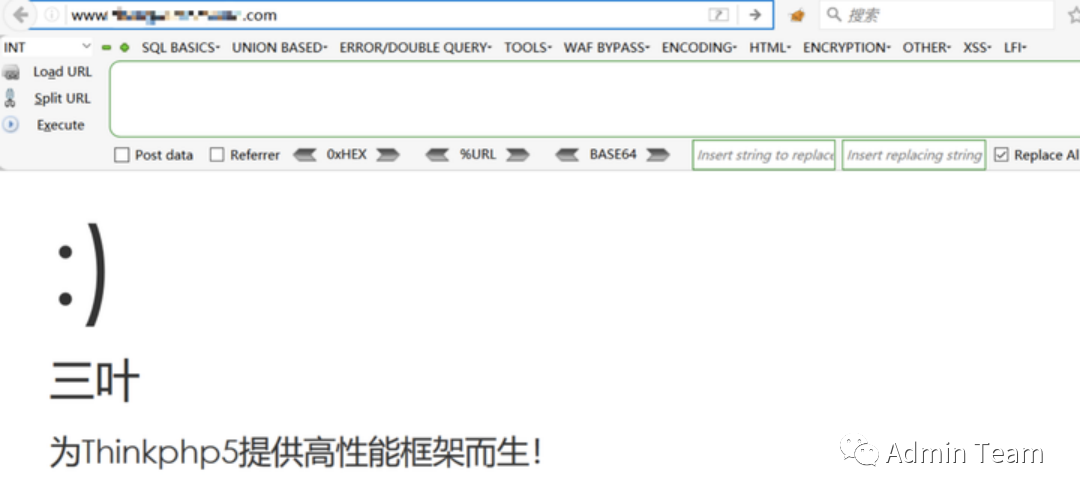 www. .com 搜索
INT SQL BASICS UNION BASED ERROR/DOUBLE QUERY TOOLS WAF BYPASS ENCODING HTML ENCRYPTION OTHER XSS LFI
Load URL
Split URL
Execute
Post data Referrer 0xHEX %URL BASE64 Insert string to replace Insert replacing string Replace Al
:)
三叶
为Thinkphp5提供高性能框架而生！
Admin Team